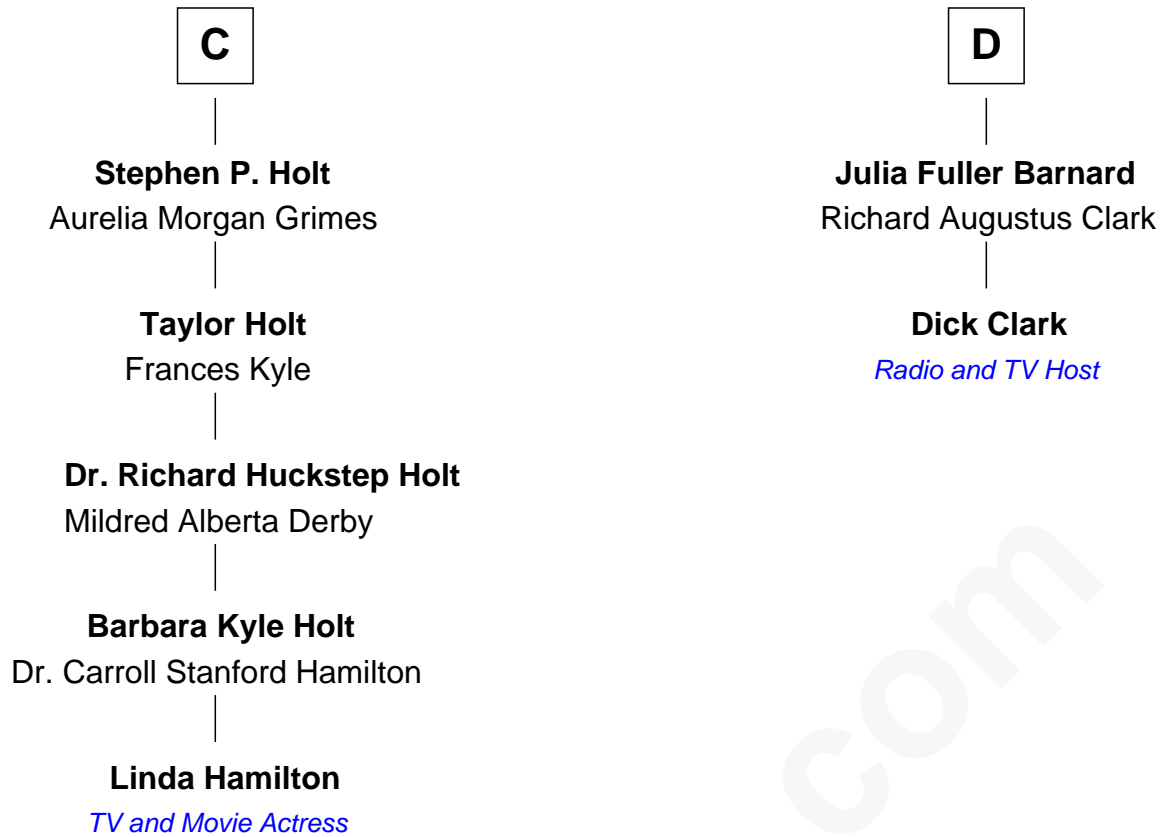 C
Stephen P. Holt
Aurelia Morgan Grimes
Taylor Holt
Frances Kyle
Dr. Richard Huckstep Holt
Mildred Alberta Derby
Barbara Kyle Holt
Dr. Carroll Stanford Hamilton
Linda Hamilton
TV and Movie Actress
D
Julia Fuller Barnard
Richard Augustus Clark
Dick Clark
Radio and TV Host
com